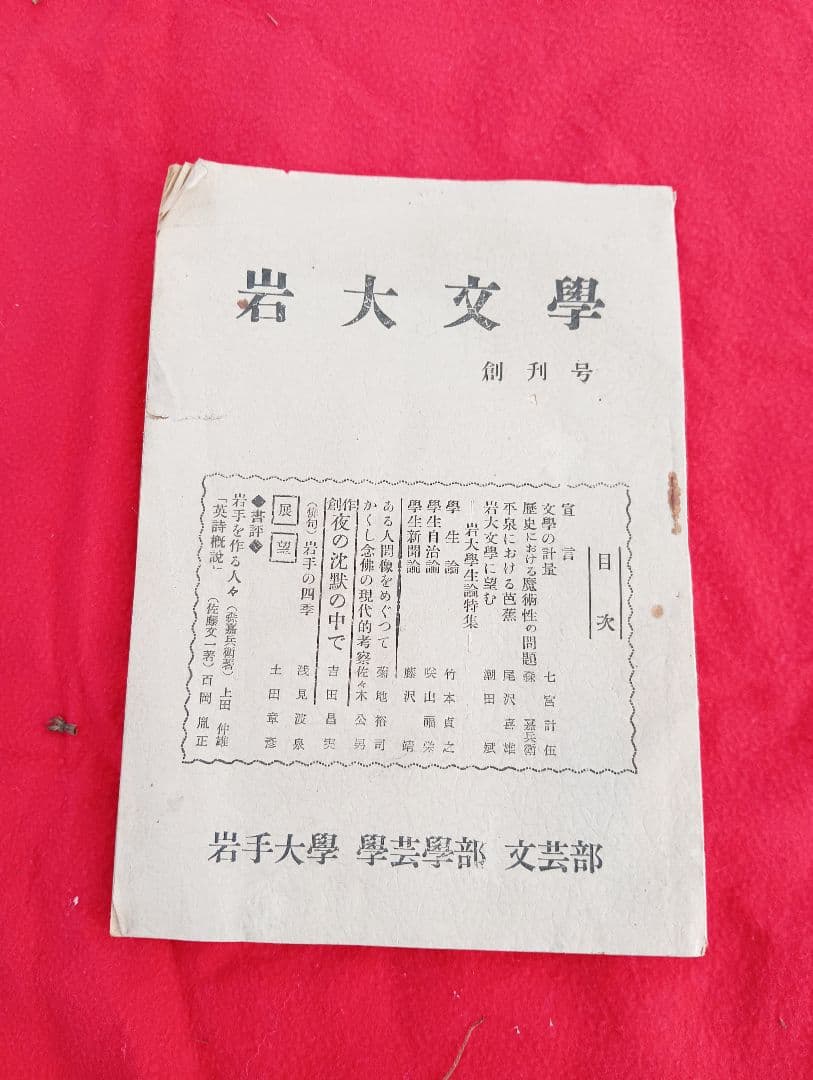 岩大文學
創刊号
目次
宣言
文學の計量 七宮計伍
歴史における魔術性の問題 森嘉兵衛
平泉における芭蕉 尾沢喜雄
岩大文學に望む 潮田斌
―岩大學生論特集―
學生論 竹本貞之
學生自治論 咲山福栄
學生新聞論 藤沢靖
ある人間像をめぐつて 菊地裕司
かくし念佛の現代的考察 佐々木公男
創作 夜の沈默の中で 吉田昌実
(俳句)岩手の四季 浅見波泉
展望 土田章彦
◆書評◆
岩手を作る人々(森嘉兵衛著)上田仲雄
「英詩概説」(佐藤文一著)百岡胤正
岩手大學 學芸學部 文芸部